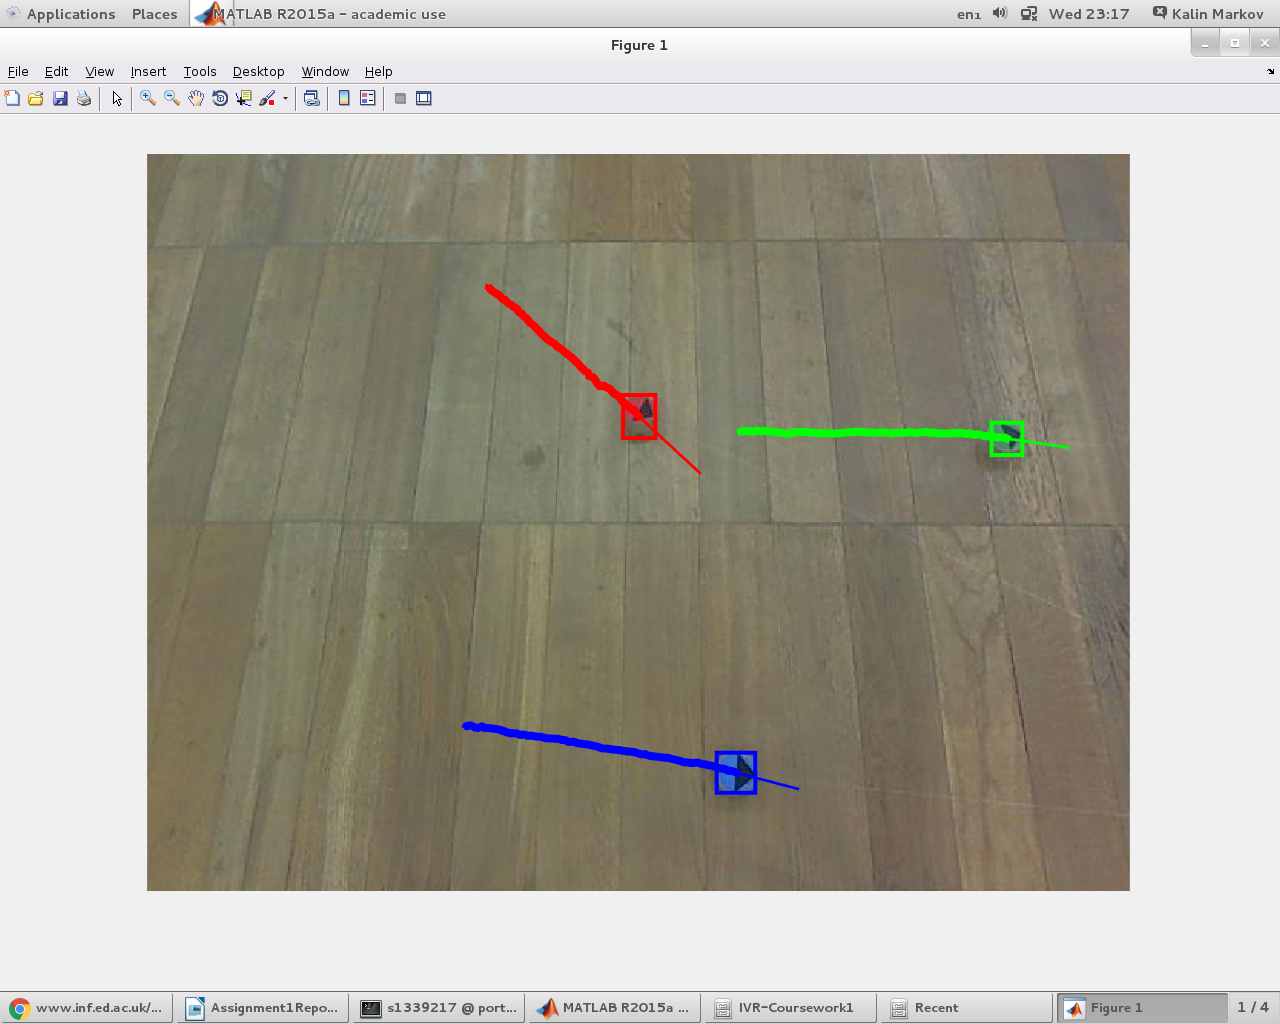 Applications Places MATLAB R2015a - academic use en₁ Wed 23:17 Kalin Markov
Figure 1
File Edit View Insert Tools Desktop Window Help
www.inf.ed.ac.uk/... Assignment1Repo... s1339217 @ port... MATLAB R2015a ... IVR-Coursework1 Recent Figure 1 1 / 4